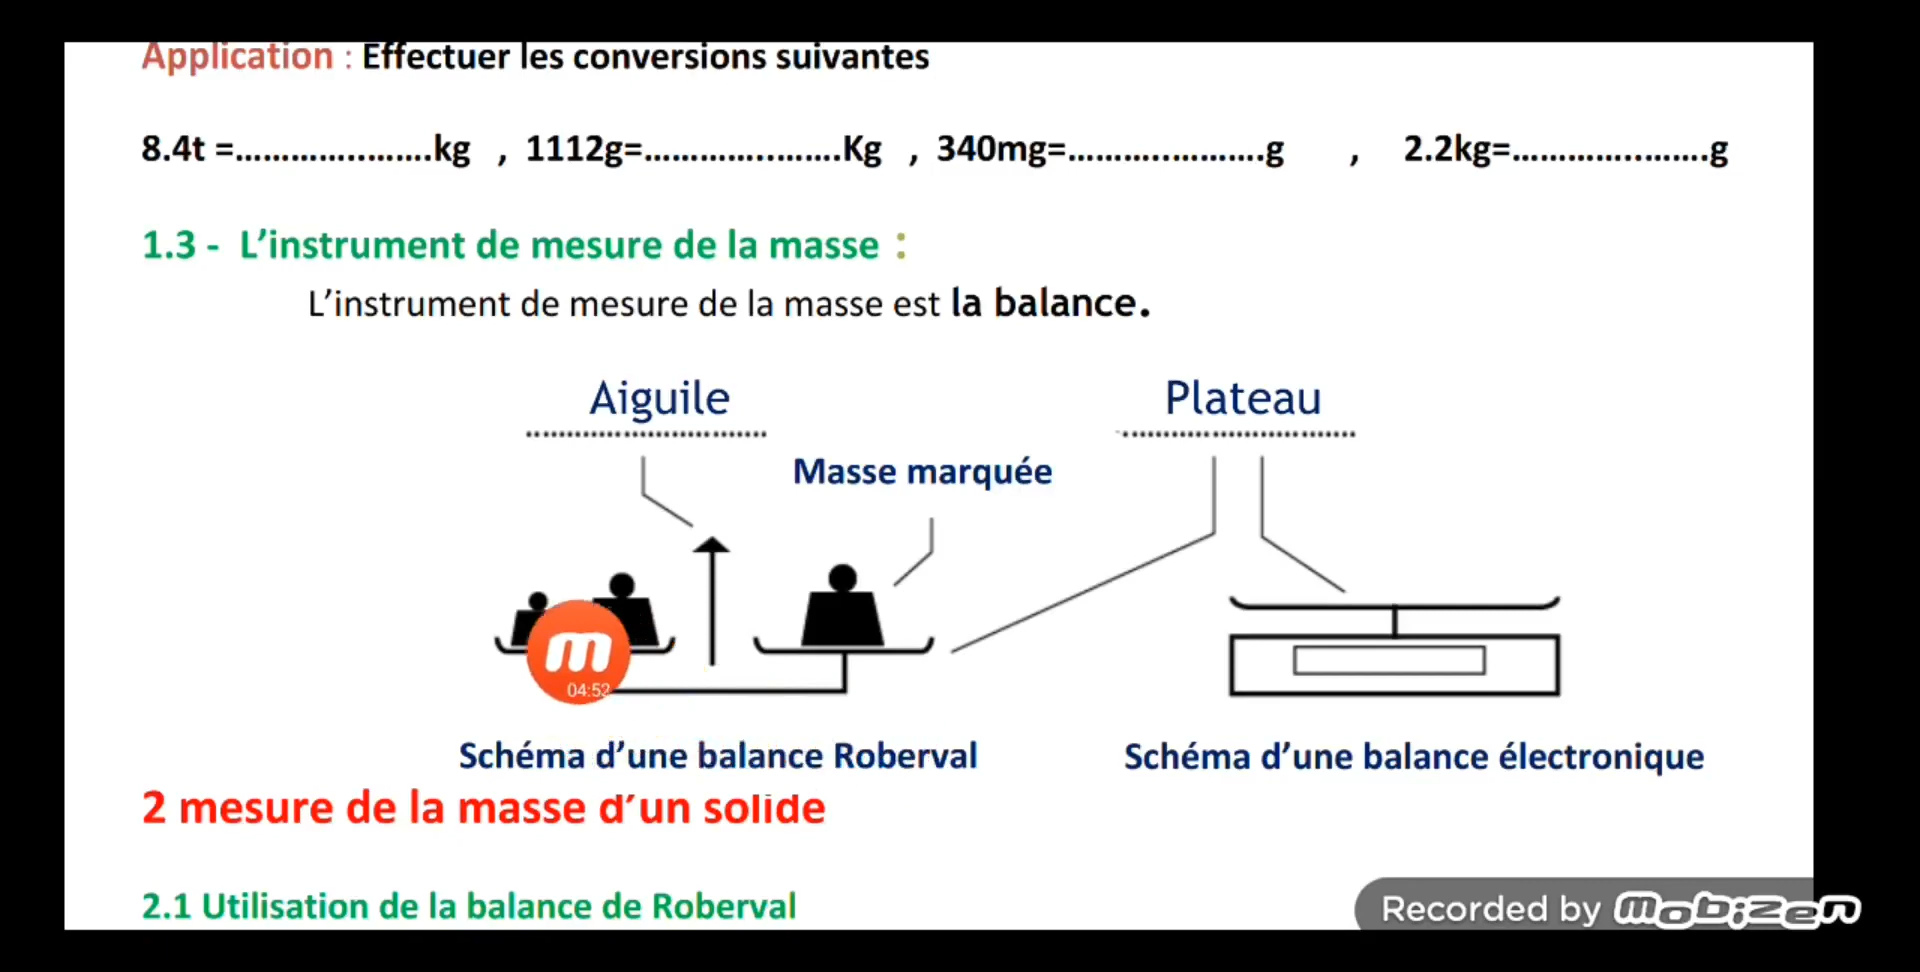 Application : Effectuer les conversions suivantes
8.4t =.....................kg , 1112g=.....................Kg , 340mg=.....................g , 2.2kg=.....................g
1.3 - L’instrument de mesure de la masse :
L’instrument de mesure de la masse est la balance.
Aiguile
Plateau
Masse marquée
m
04:52
Schéma d’une balance Roberval
Schéma d’une balance électronique
2 mesure de la masse d’un solide
2.1 Utilisation de la balance de Roberval
Recorded by Mobizen